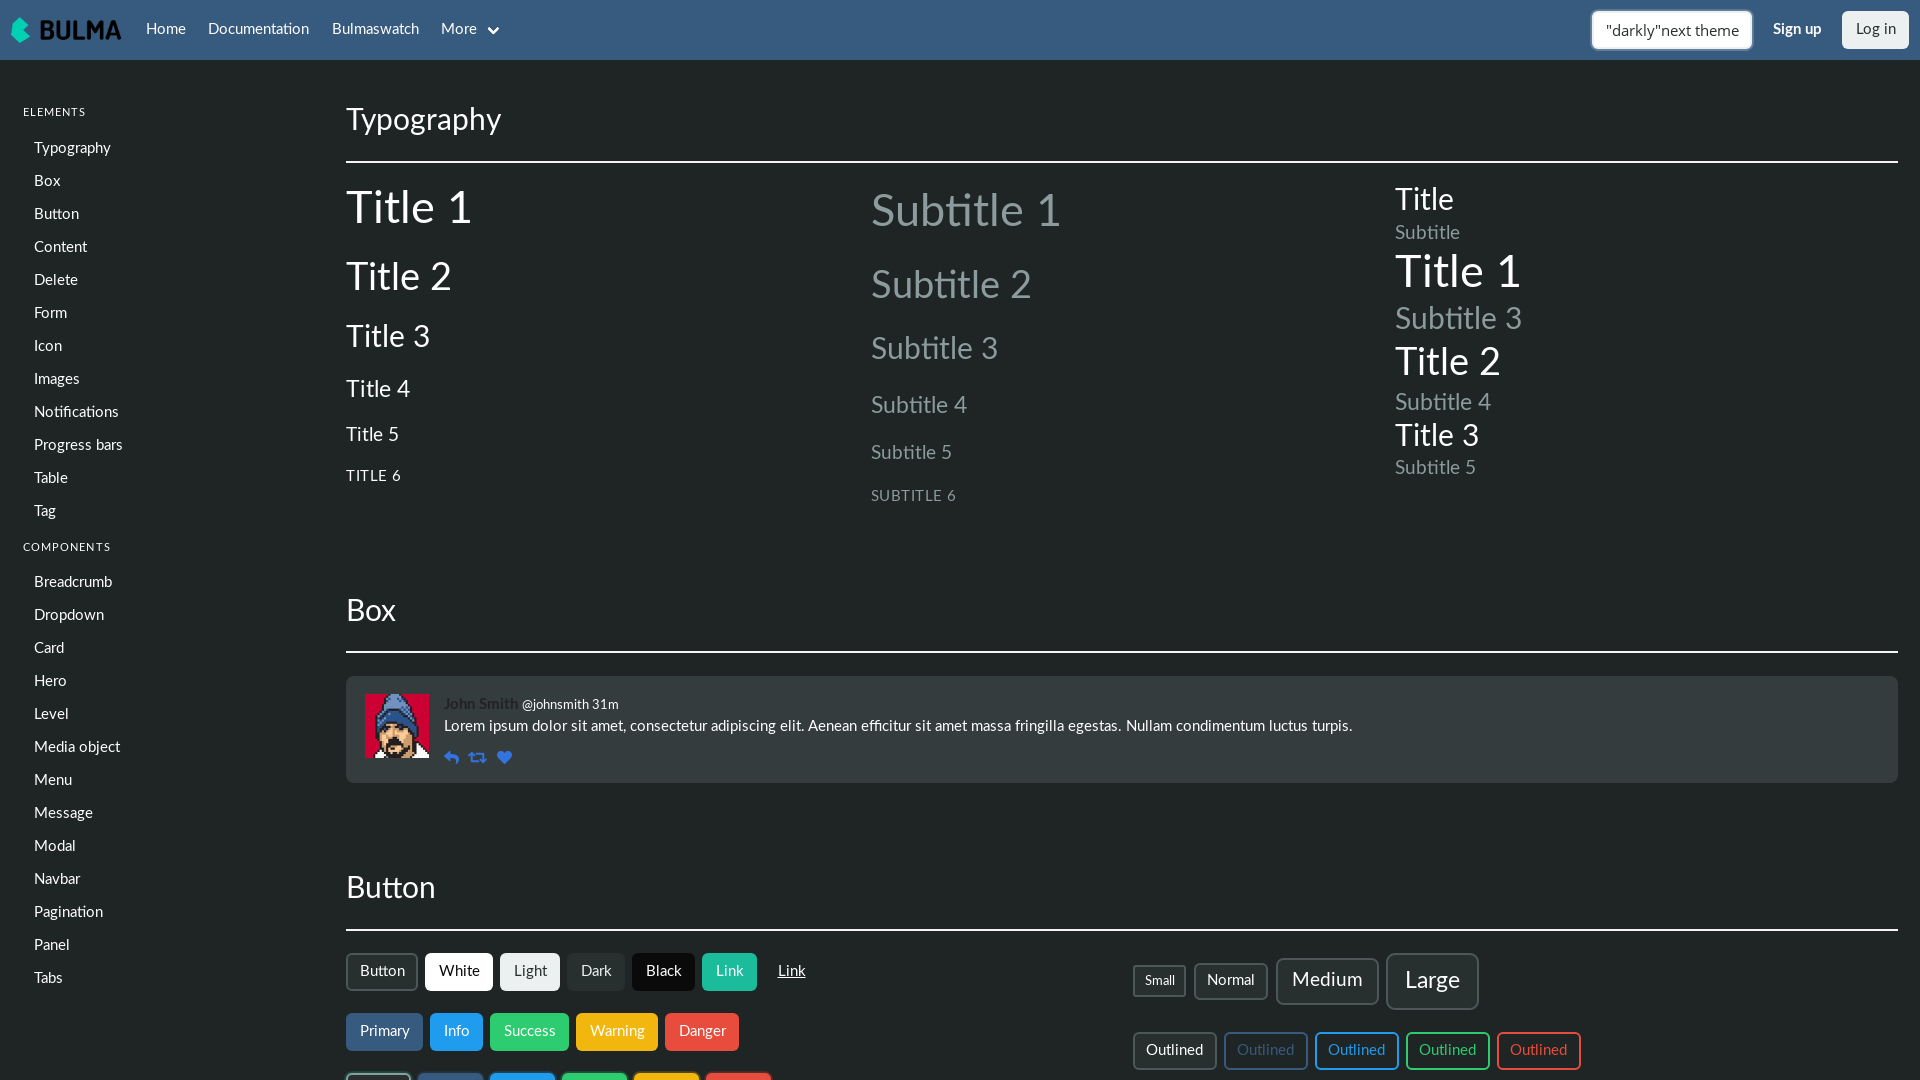 BULMA Home Documentation Bulmaswatch More "darkly"next theme Sign up Log in
ELEMENTS
Typography
Box
Button
Content
Delete
Form
Icon
Images
Notifications
Progress bars
Table
Tag
COMPONENTS
Breadcrumb
Dropdown
Card
Hero
Level
Media object
Menu
Message
Modal
Navbar
Pagination
Panel
Tabs
Typography
Title 1
Title 2
Title 3
Title 4
Title 5
TITLE 6
Subtitle 1
Subtitle 2
Subtitle 3
Subtitle 4
Subtitle 5
SUBTITLE 6
Title
Subtitle
Title 1
Subtitle 3
Title 2
Subtitle 4
Title 3
Subtitle 5
Box
John Smith @johnsmith 31m
Lorem ipsum dolor sit amet, consectetur adipiscing elit. Aenean efficitur sit amet massa fringilla egestas. Nullam condimentum luctus turpis.
Button
Button White Light Dark Black Link Link
Primary Info Success Warning Danger
Small Normal Medium Large
Outlined Outlined Outlined Outlined Outlined